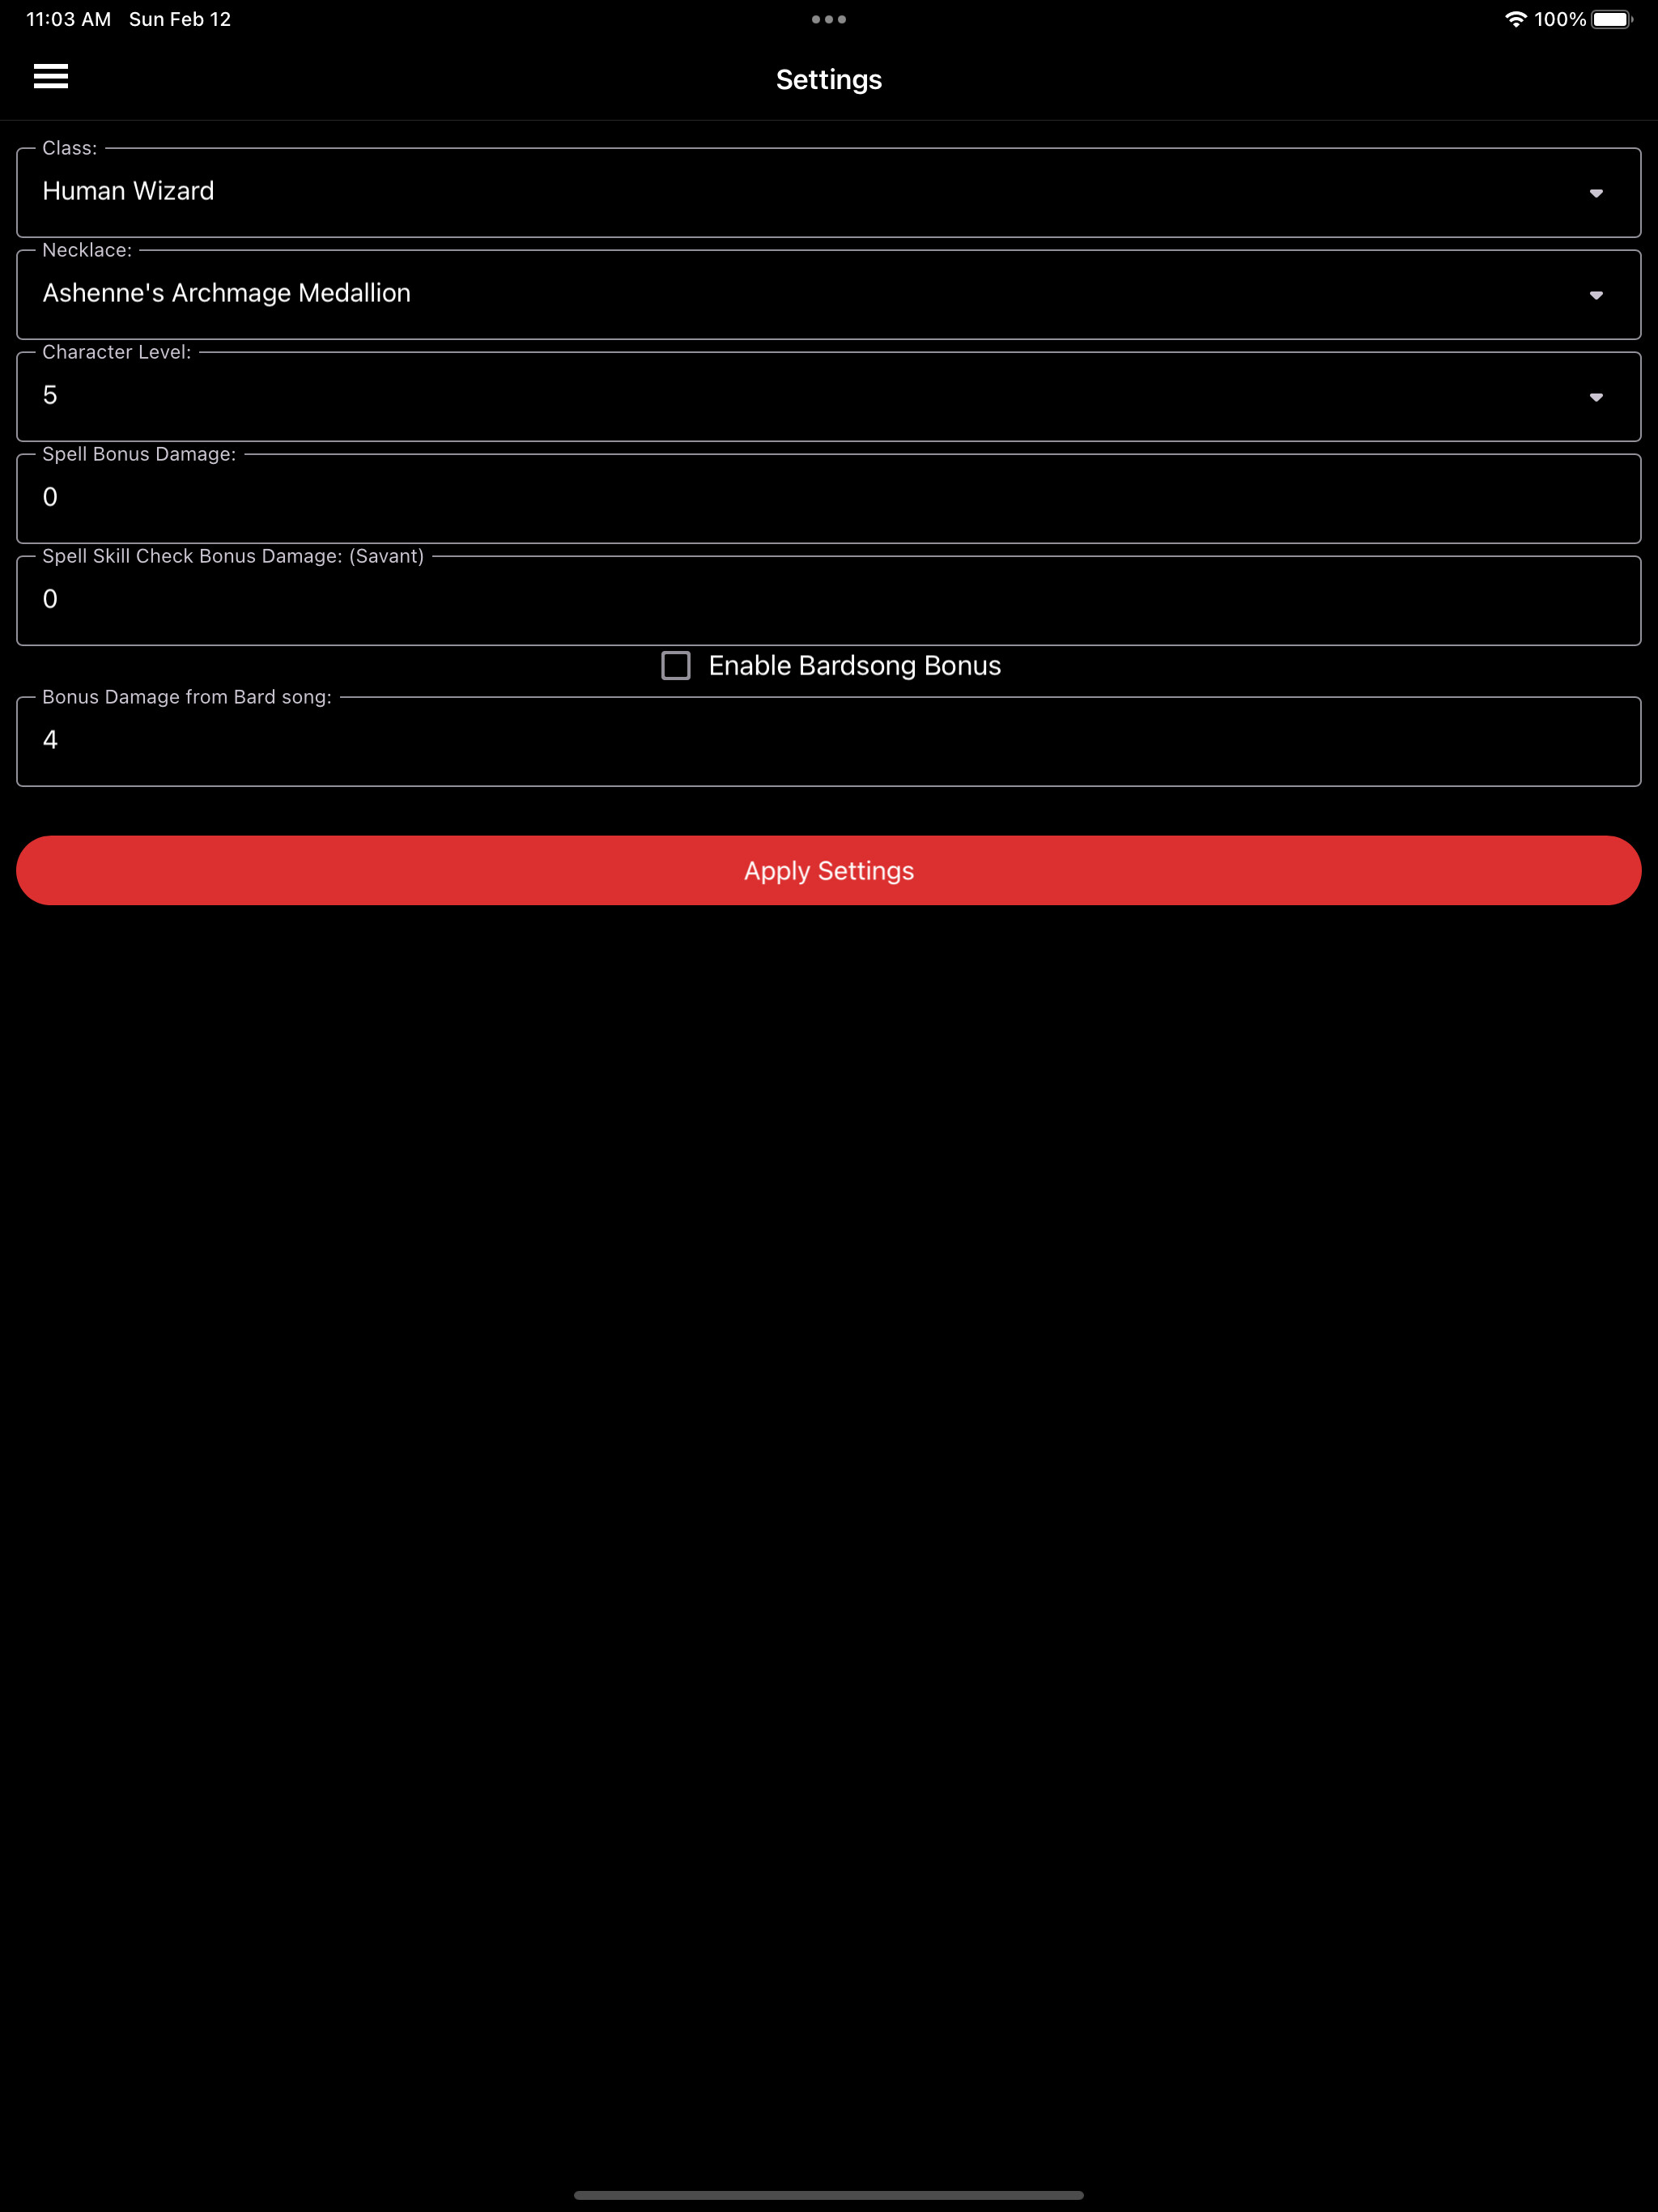 11:03 AM Sun Feb 12 100%
Settings
Class:
Human Wizard
Necklace:
Ashenne's Archmage Medallion
Character Level:
5
Spell Bonus Damage:
0
Spell Skill Check Bonus Damage: (Savant)
0
Enable Bardsong Bonus
Bonus Damage from Bard song:
4
Apply Settings